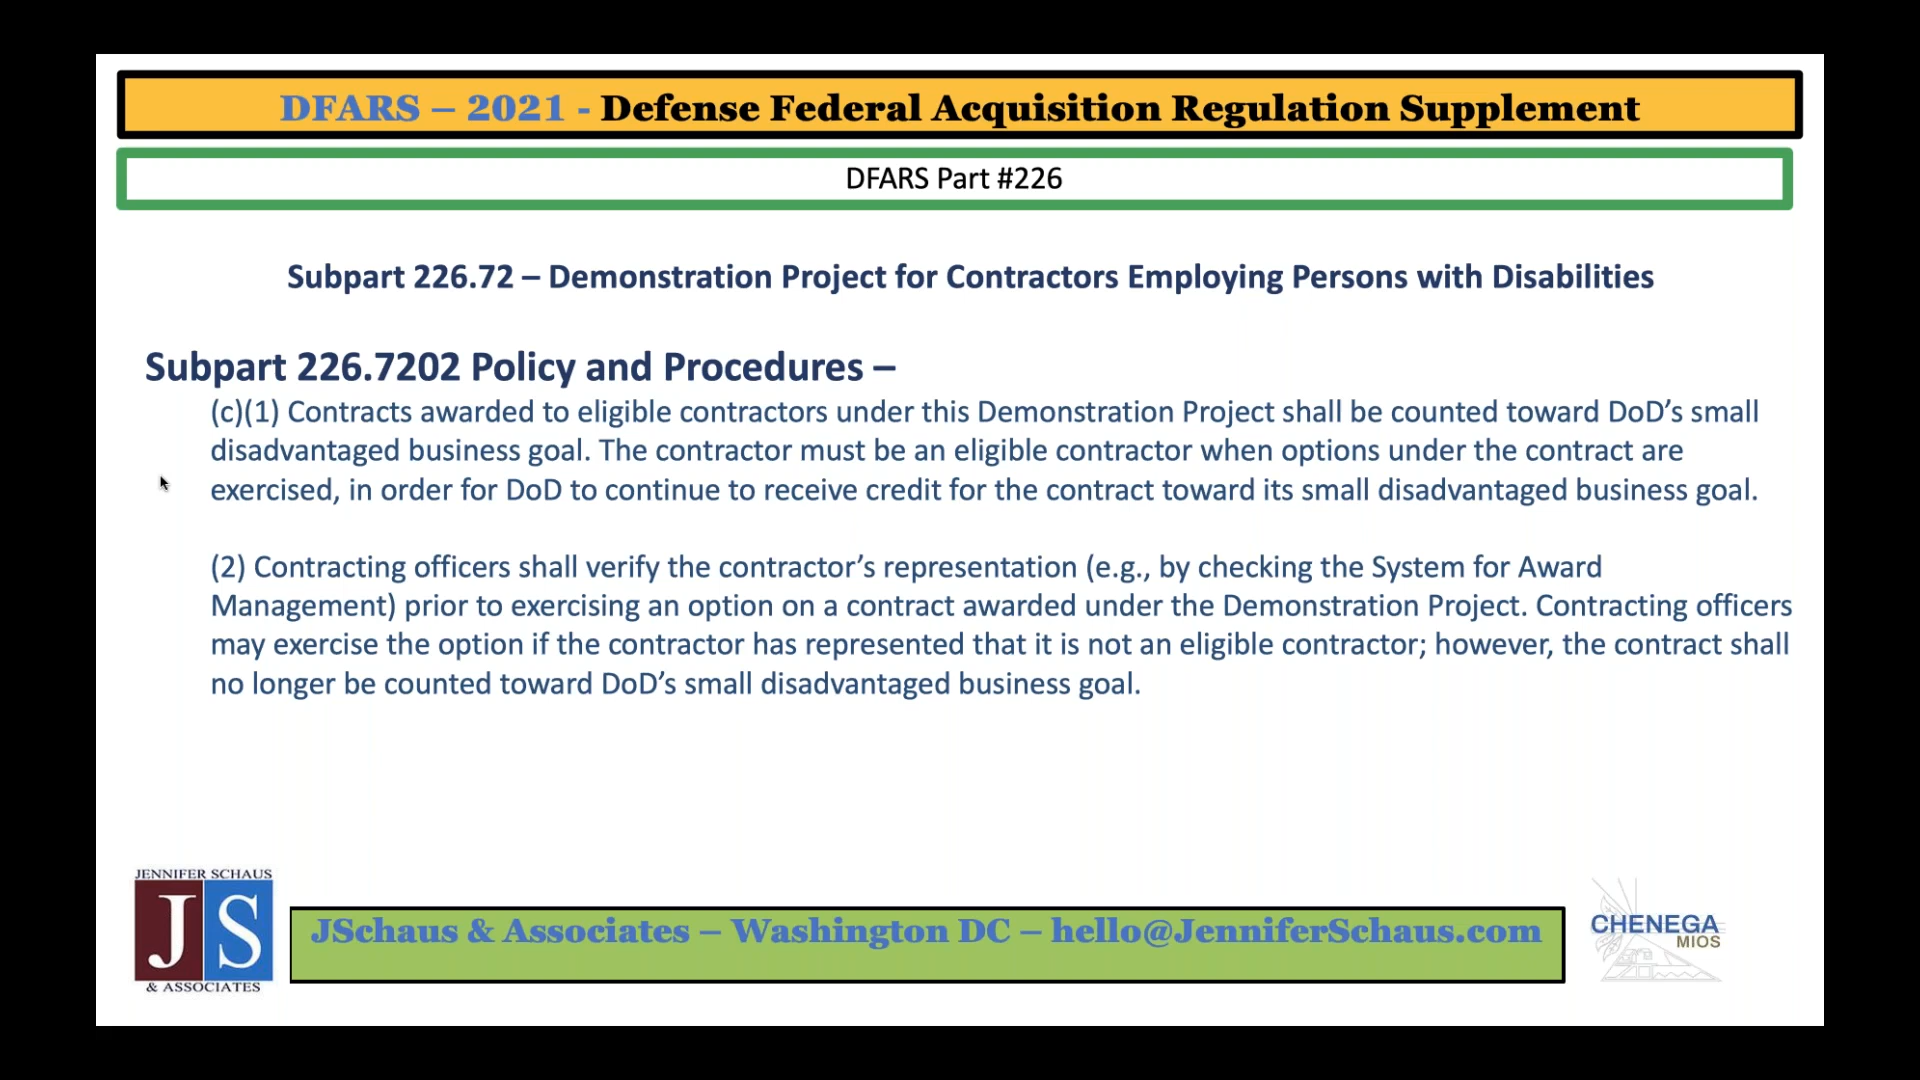 DFARS – 2021 - Defense Federal Acquisition Regulation Supplement
DFARS Part #226
Subpart 226.72 – Demonstration Project for Contractors Employing Persons with Disabilities
Subpart 226.7202 Policy and Procedures –
(c)(1) Contracts awarded to eligible contractors under this Demonstration Project shall be counted toward DoD’s small
disadvantaged business goal. The contractor must be an eligible contractor when options under the contract are
exercised, in order for DoD to continue to receive credit for the contract toward its small disadvantaged business goal.
(2) Contracting officers shall verify the contractor’s representation (e.g., by checking the System for Award
Management) prior to exercising an option on a contract awarded under the Demonstration Project. Contracting officers
may exercise the option if the contractor has represented that it is not an eligible contractor; however, the contract shall
no longer be counted toward DoD’s small disadvantaged business goal.
JENNIFER SCHAUS
JS
& ASSOCIATES
JSchaus & Associates – Washington DC – hello@JenniferSchaus.com
CHENEGA
MIOS